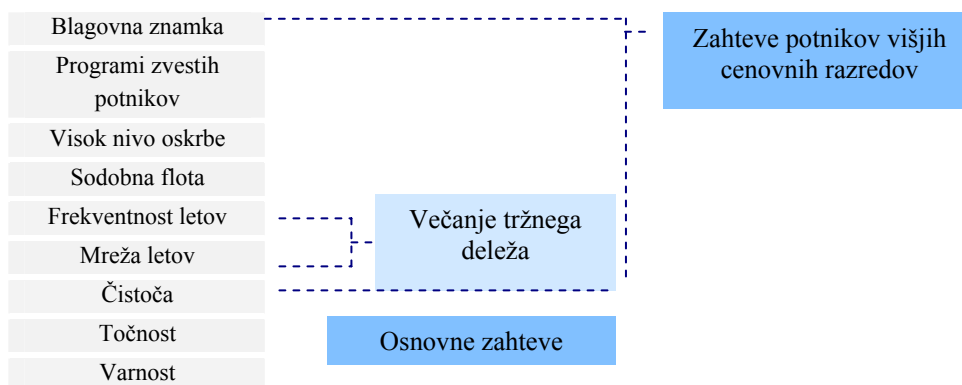 Blagovna znamka
Programi zvestih
potnikov
Visok nivo oskrbe
Sodobna flota
Frekventnost letov
Mreža letov
Čistoča
Točnost
Varnost
Zahteve potnikov višjih
cenovnih razredov
Večanje tržnega
deleža
Osnovne zahteve